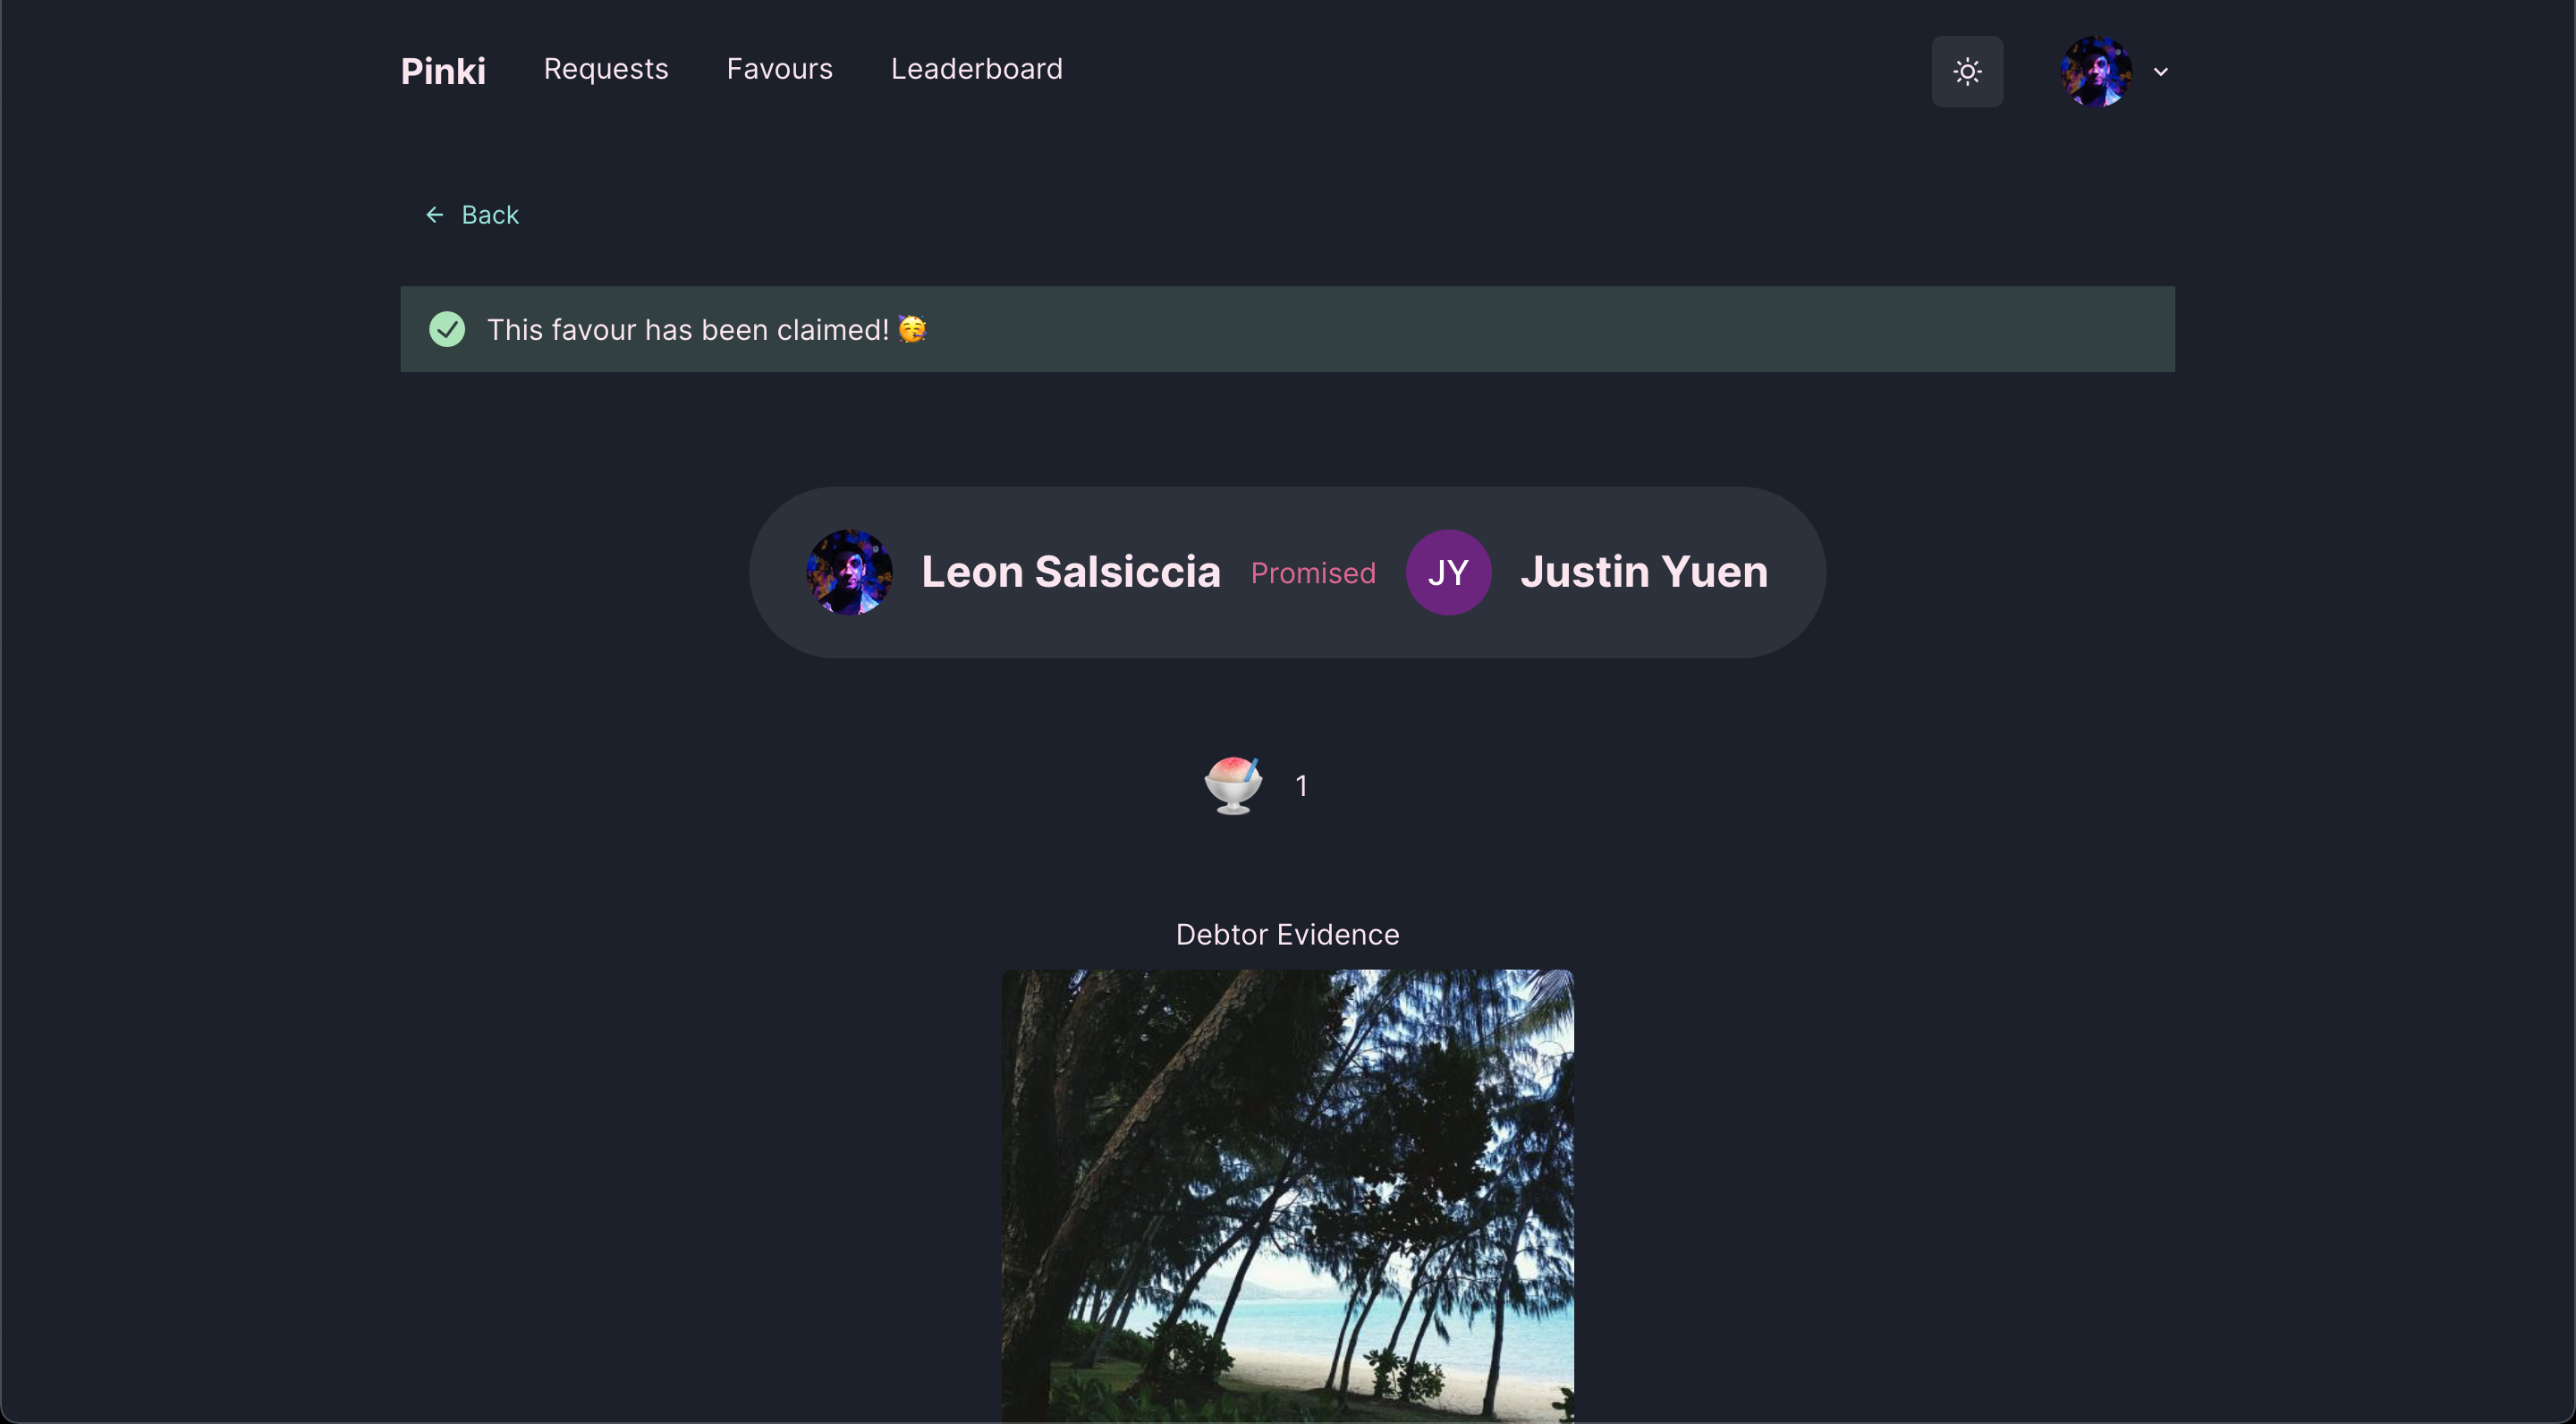 Pinki Requests Favours Leaderboard
Back
This favour has been claimed! 🥳
Leon Salsiccia Promised JY Justin Yuen
1
Debtor Evidence